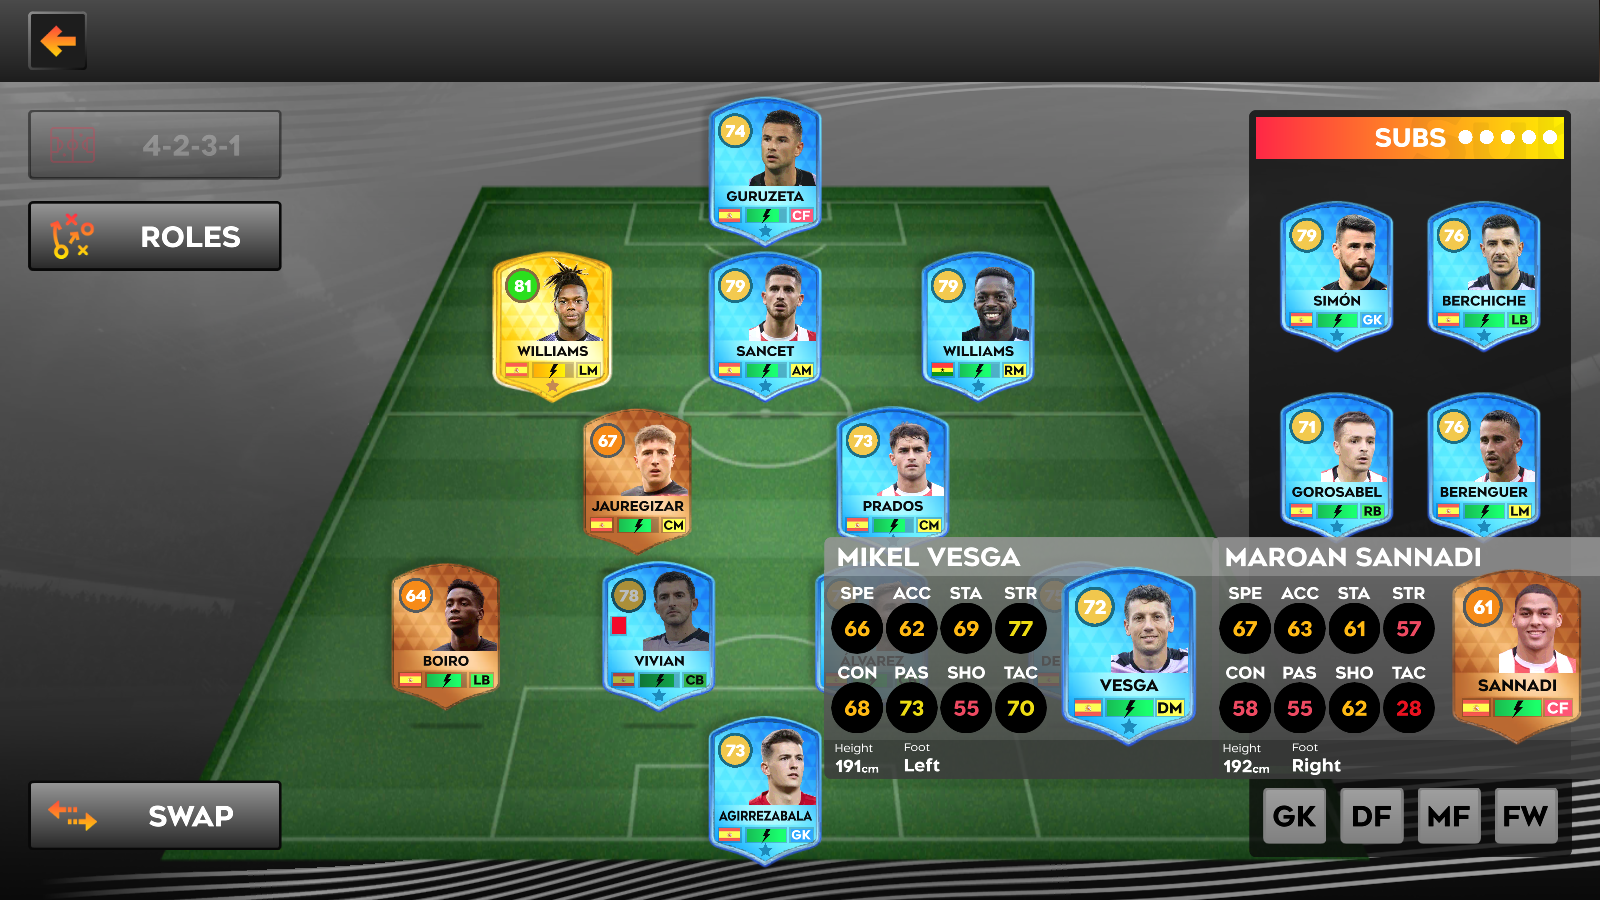 4-2-3-1
ROLES
SWAP
74
GURUZETA
CF
81
WILLIAMS
LM
79
SANCET
AM
79
WILLIAMS
RM
67
JAUREGIZAR
CM
73
PRADOS
CM
64
BOIRO
LB
78
VIVIAN
CB
ÁLVAREZ
DE
73
AGIRREZABALA
GK
SUBS
79
SIMÓN
GK
76
BERCHICHE
LB
71
GOROSABEL
RB
76
BERENGUER
LM
MIKEL VESGA
SPE ACC STA STR
66 62 69 77
CON PAS SHO TAC
68 73 55 70
Height Foot
191cm Left
72
VESGA
DM
MAROAN SANNADI
SPE ACC STA STR
67 63 61 57
CON PAS SHO TAC
58 55 62 28
Height Foot
192cm Right
61
SANNADI
CF
GK DF MF FW